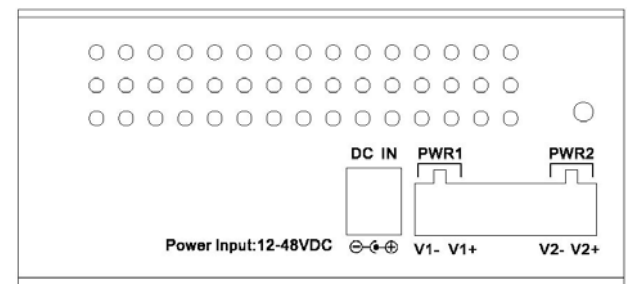 DC IN PWR1 PWR2
Power Input:12-48VDC V1- V1+ V2- V2+